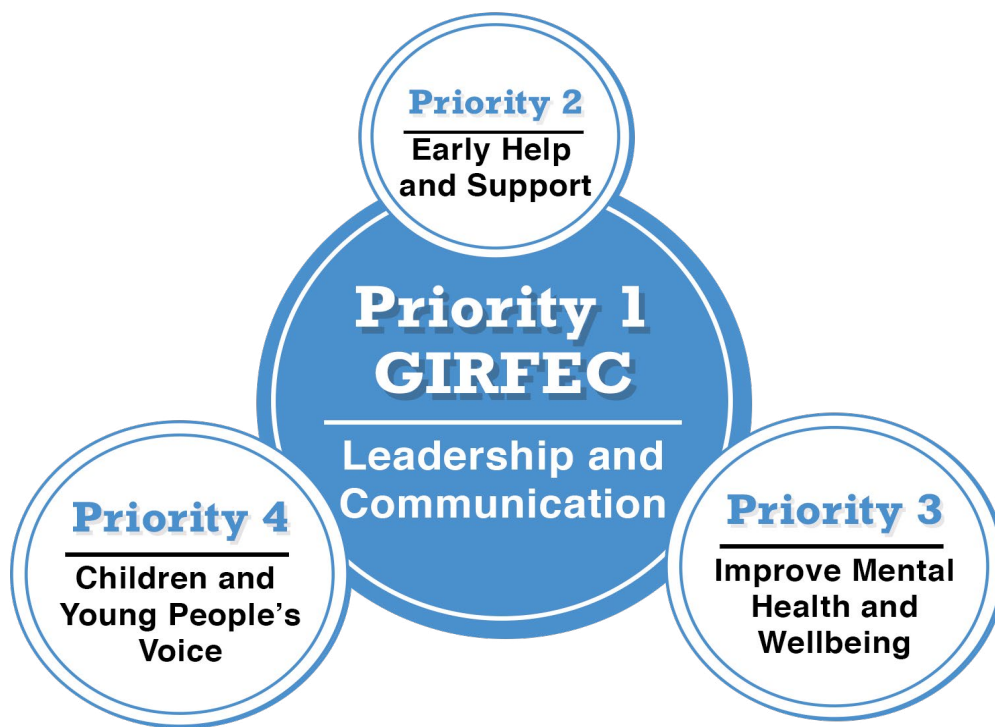 Priority 2
Early Help
and Support
Priority 1
GIRFEC
Leadership and
Communication
Priority 4
Children and
Young People’s
Voice
Priority 3
Improve Mental
Health and
Wellbeing